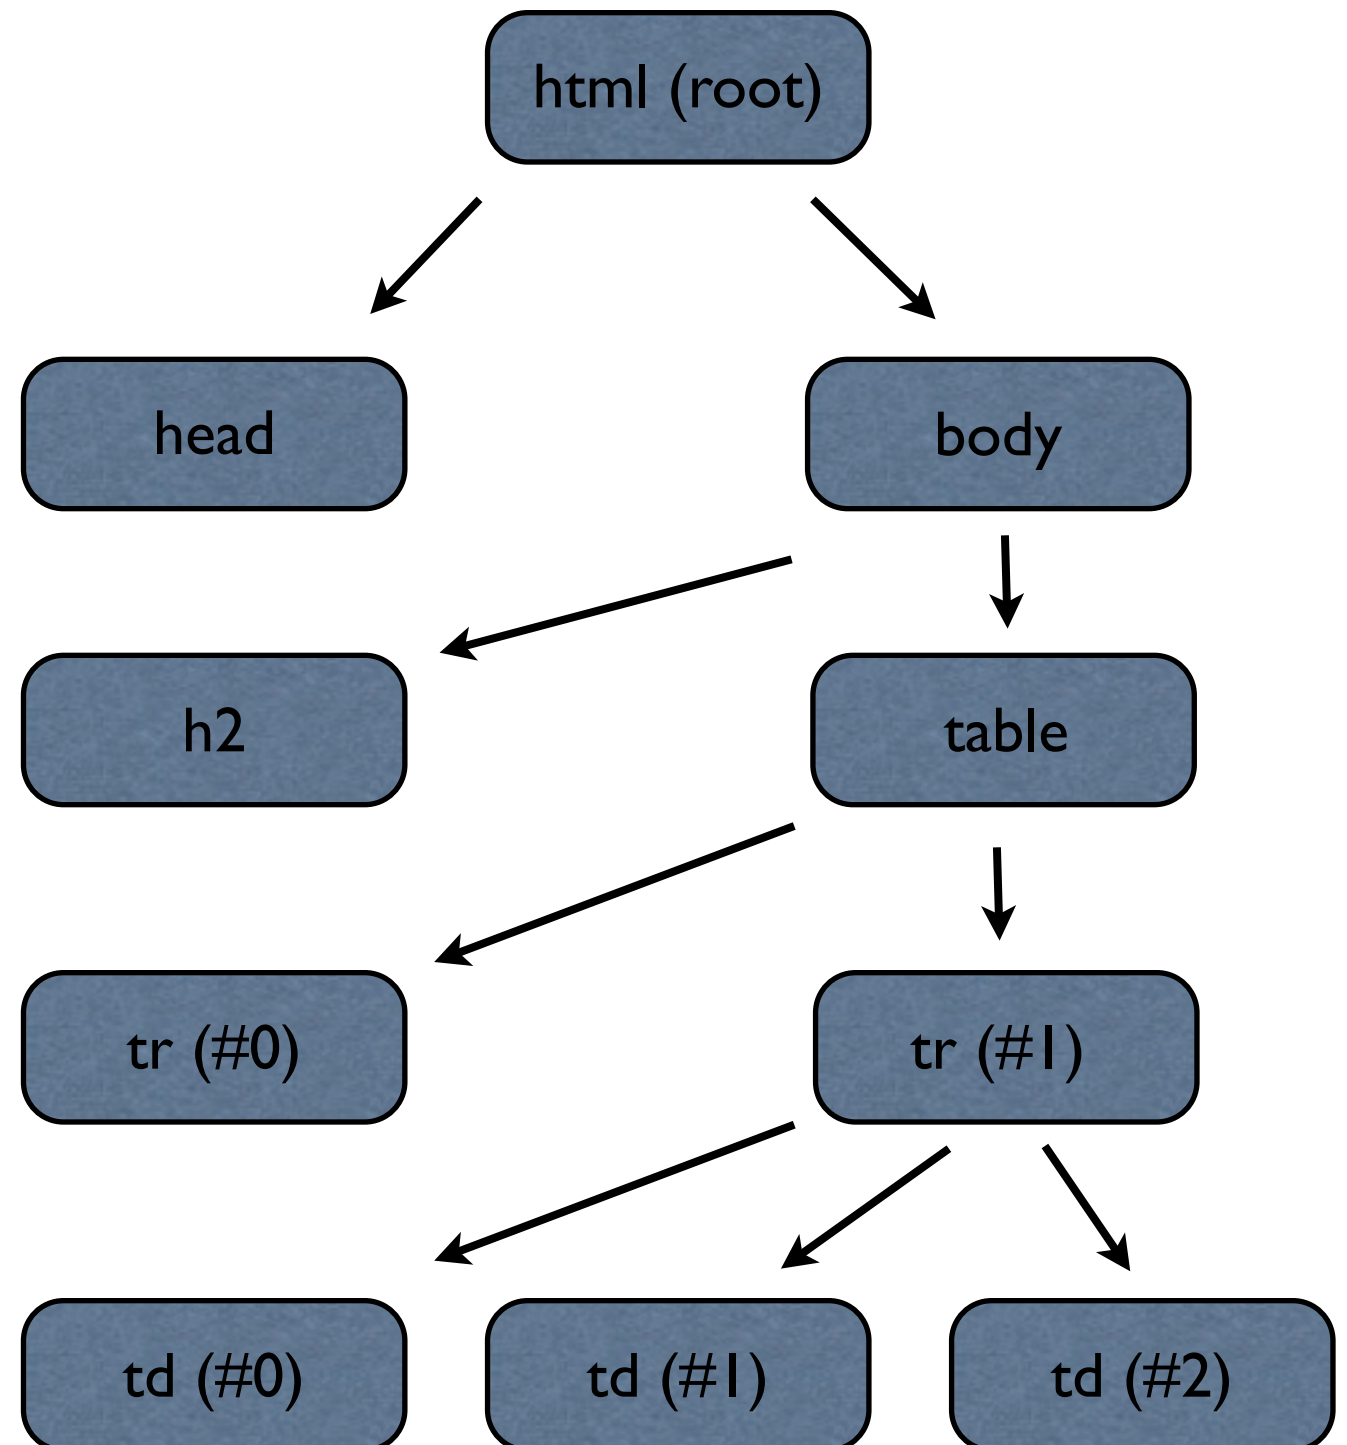 html (root)
head
body
h2
table
tr (#0)
tr (#1)
td (#0)
td (#1)
td (#2)